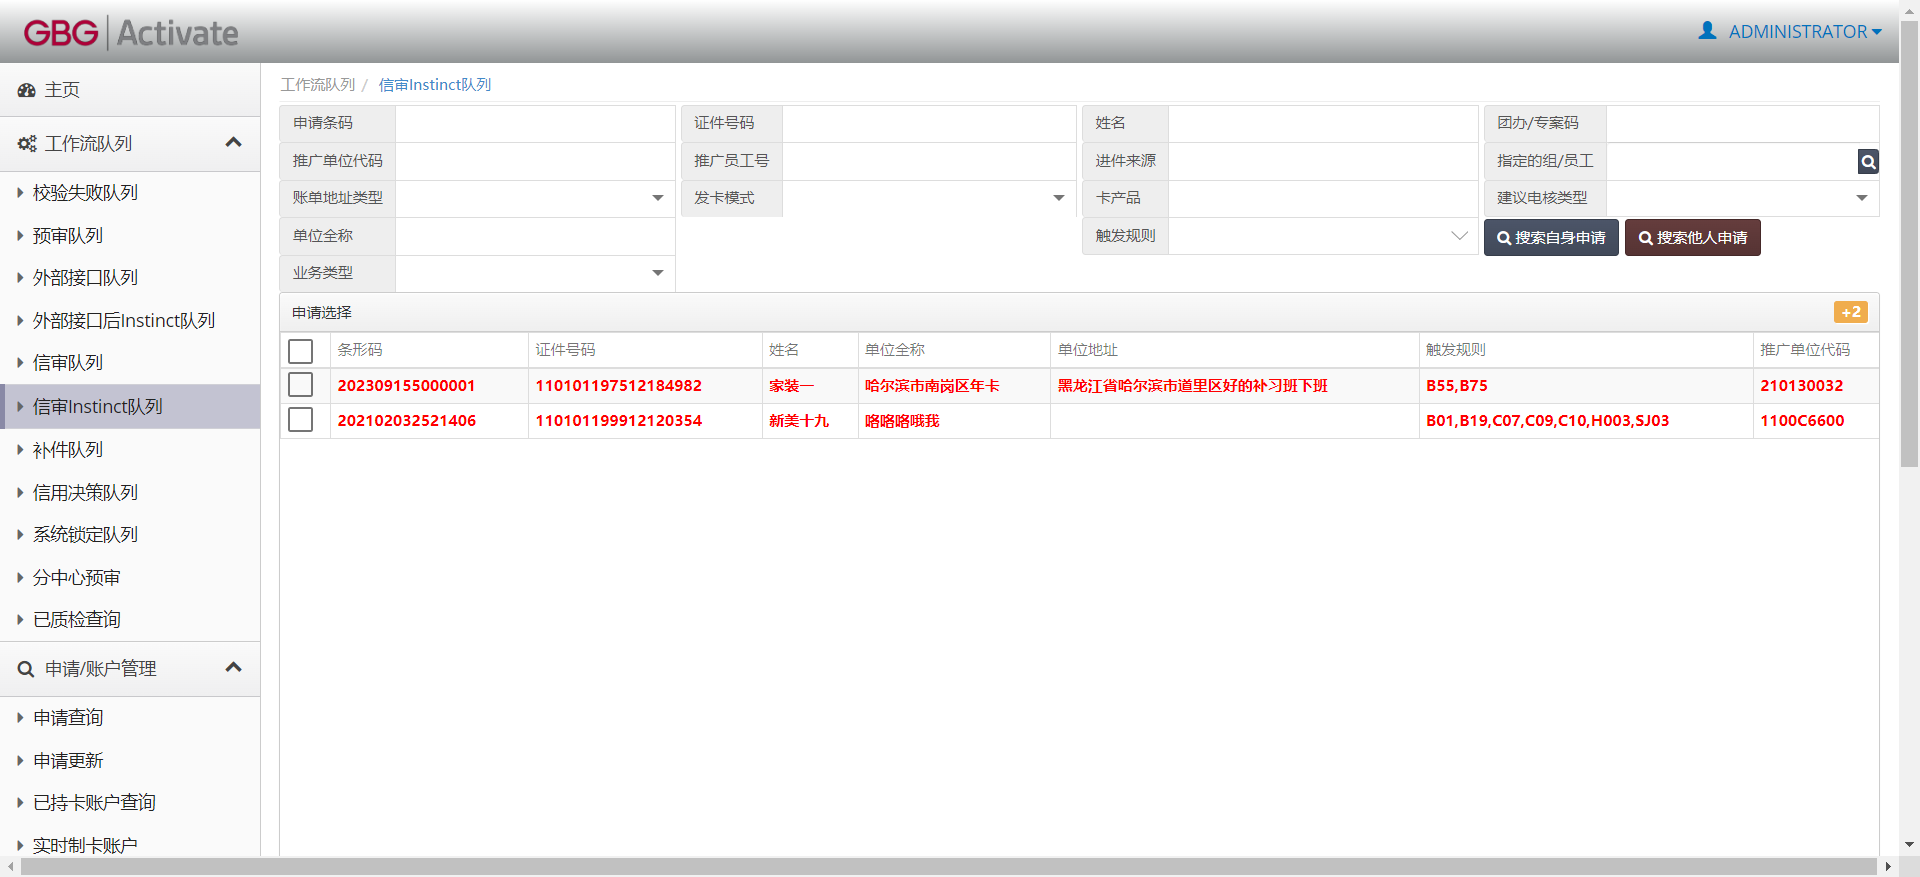 GBG | Activate
ADMINISTRATOR
主页
工作流队列
校验失败队列
预审队列
外部接口队列
外部接口后Instinct队列
信审队列
信审Instinct队列
补件队列
信用决策队列
系统锁定队列
分中心预审
已质检查询
申请/账户管理
申请查询
申请更新
已持卡账户查询
实时制卡账户
工作流队列 / 信审Instinct队列
申请条码 证件号码 姓名 团办/专案码
推广单位代码 推广员工号 进件来源 指定的组/员工
账单地址类型 发卡模式 卡产品 建议电核类型
单位全称 触发规则 搜索自身申请 搜索他人申请
业务类型
申请选择 +2
条形码 证件号码 姓名 单位全称 单位地址 触发规则 推广单位代码
202309155000001 110101197512184982 家装一 哈尔滨市南岗区年卡 黑龙江省哈尔滨市道里区好的补习班下班 B55,B75 210130032
202102032521406 110101199912120354 新美十九 咯咯咯哦我 B01,B19,C07,C09,C10,H003,SJ03 1100C6600